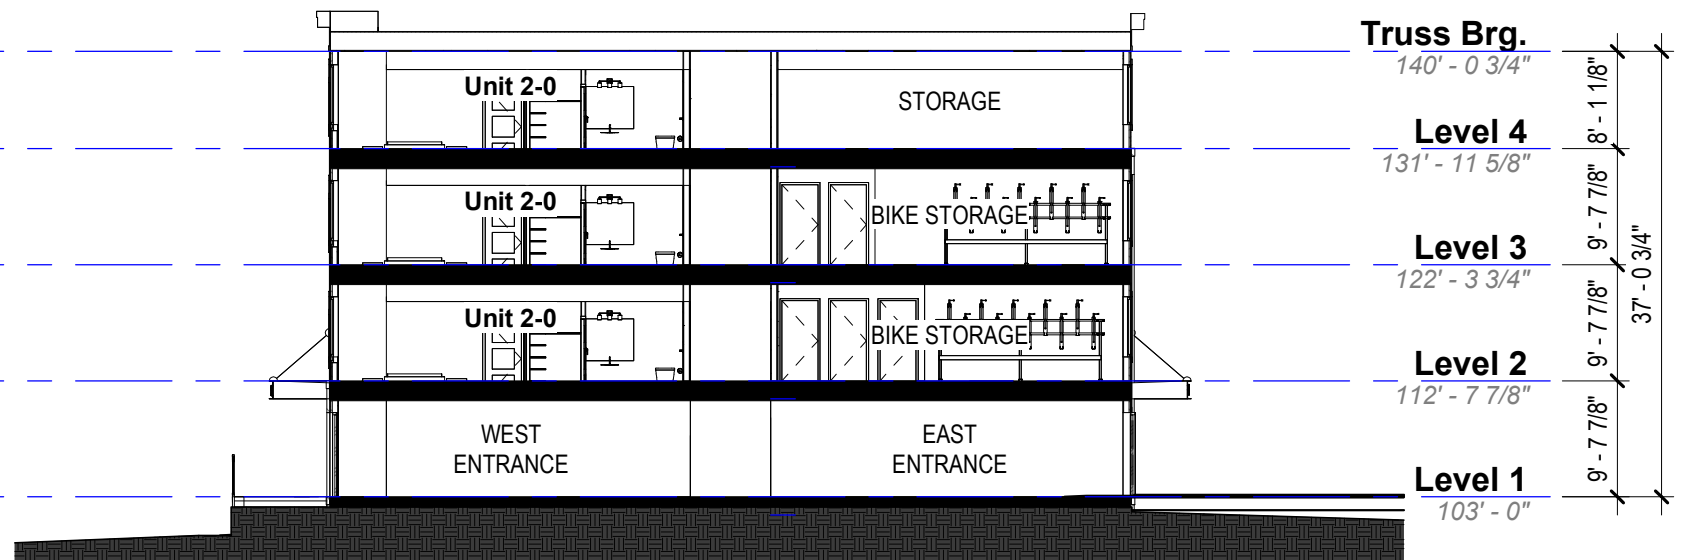 Truss Brg.
140' - 0 3/4"
8' - 1 1/8"
Unit 2-0
STORAGE
Level 4
131' - 11 5/8"
9' - 7 7/8"
Unit 2-0
BIKE STORAGE
Level 3
122' - 3 3/4"
37' - 0 3/4"
9' - 7 7/8"
Unit 2-0
BIKE STORAGE
Level 2
112' - 7 7/8"
9' - 7 7/8"
WEST
ENTRANCE
EAST
ENTRANCE
Level 1
103' - 0"